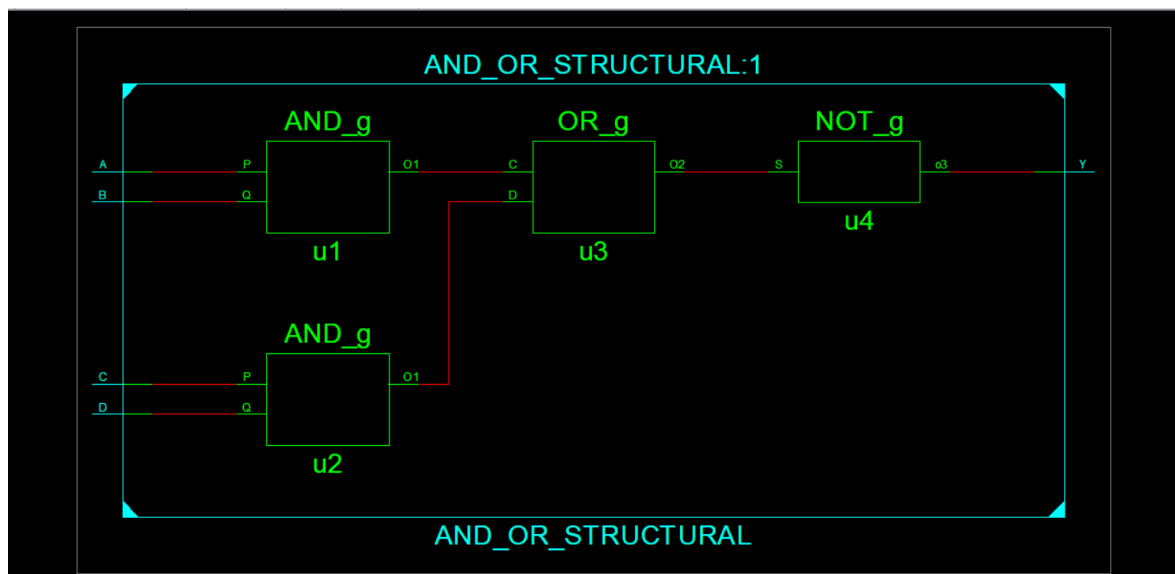 AND_OR_STRUCTURAL:1
AND_g OR_g NOT_g
A P O1 C O2 S o3 Y
B Q D
u1 u3 u4
AND_g
C P O1
D Q
u2
AND_OR_STRUCTURAL